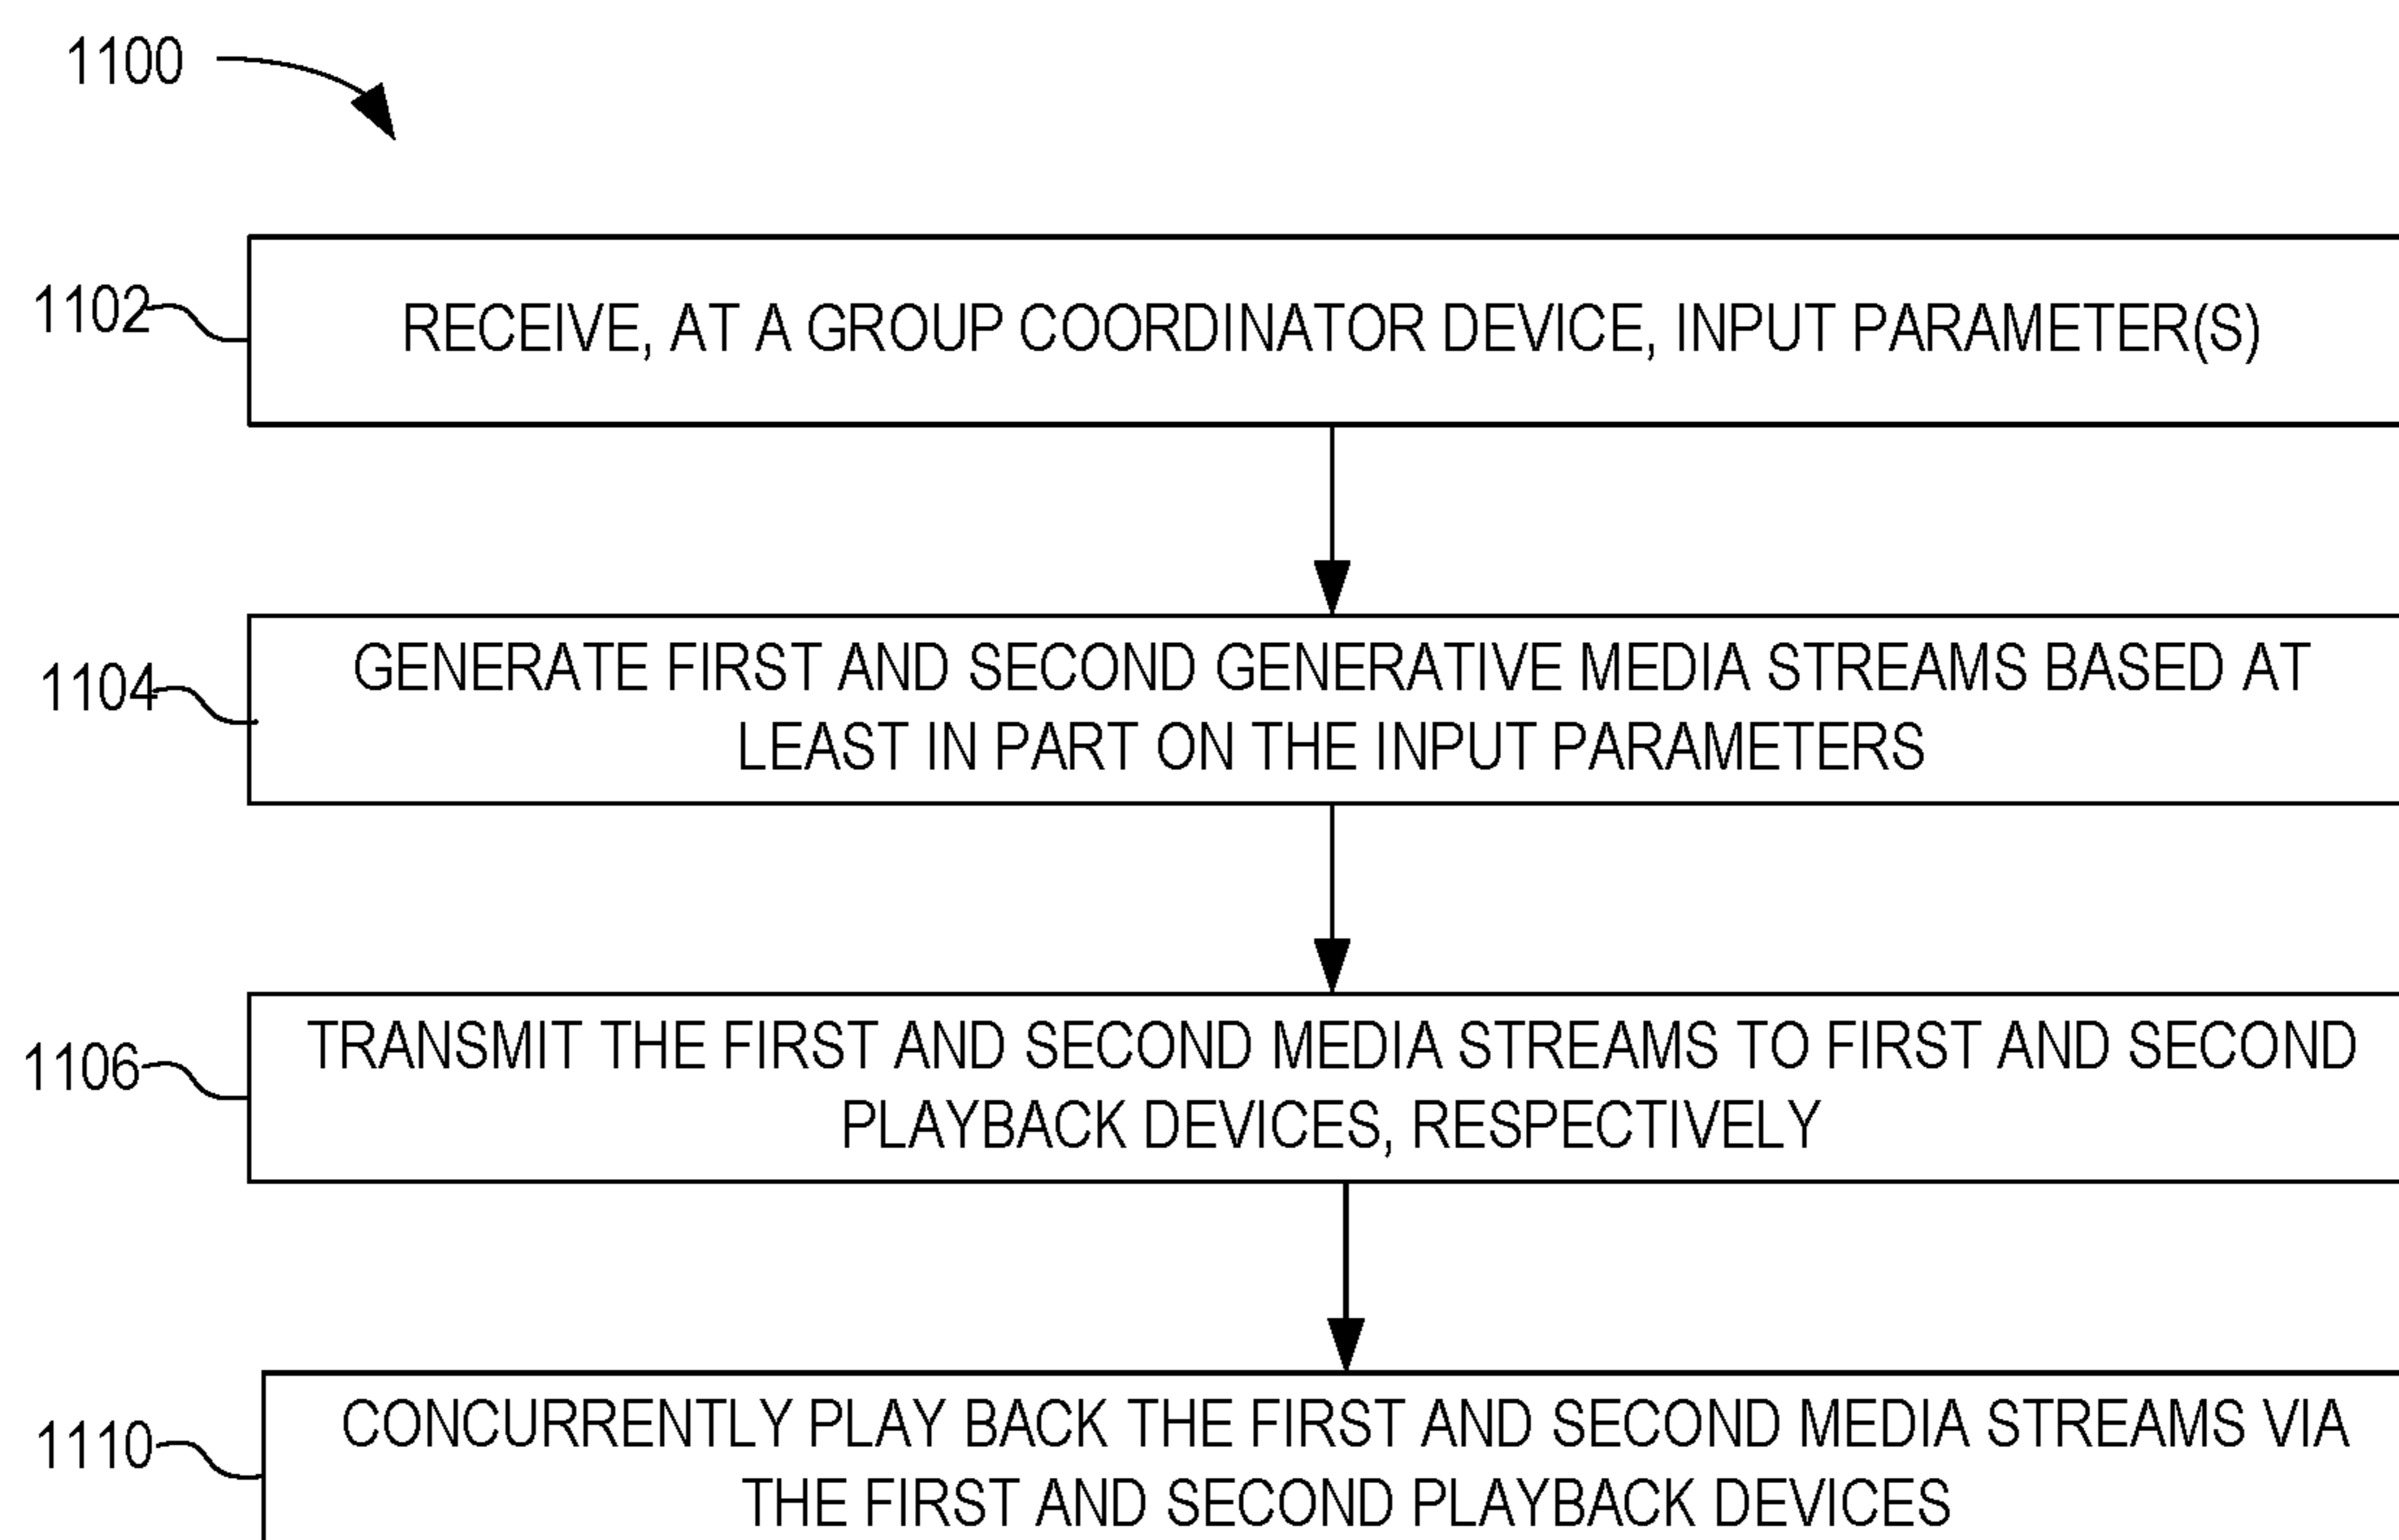 1100
1102
RECEIVE, AT A GROUP COORDINATOR DEVICE, INPUT PARAMETER(S)
1104
GENERATE FIRST AND SECOND GENERATIVE MEDIA STREAMS BASED AT
LEAST IN PART ON THE INPUT PARAMETERS
1106
TRANSMIT THE FIRST AND SECOND MEDIA STREAMS TO FIRST AND SECOND
PLAYBACK DEVICES, RESPECTIVELY
1110
CONCURRENTLY PLAY BACK THE FIRST AND SECOND MEDIA STREAMS VIA
THE FIRST AND SECOND PLAYBACK DEVICES